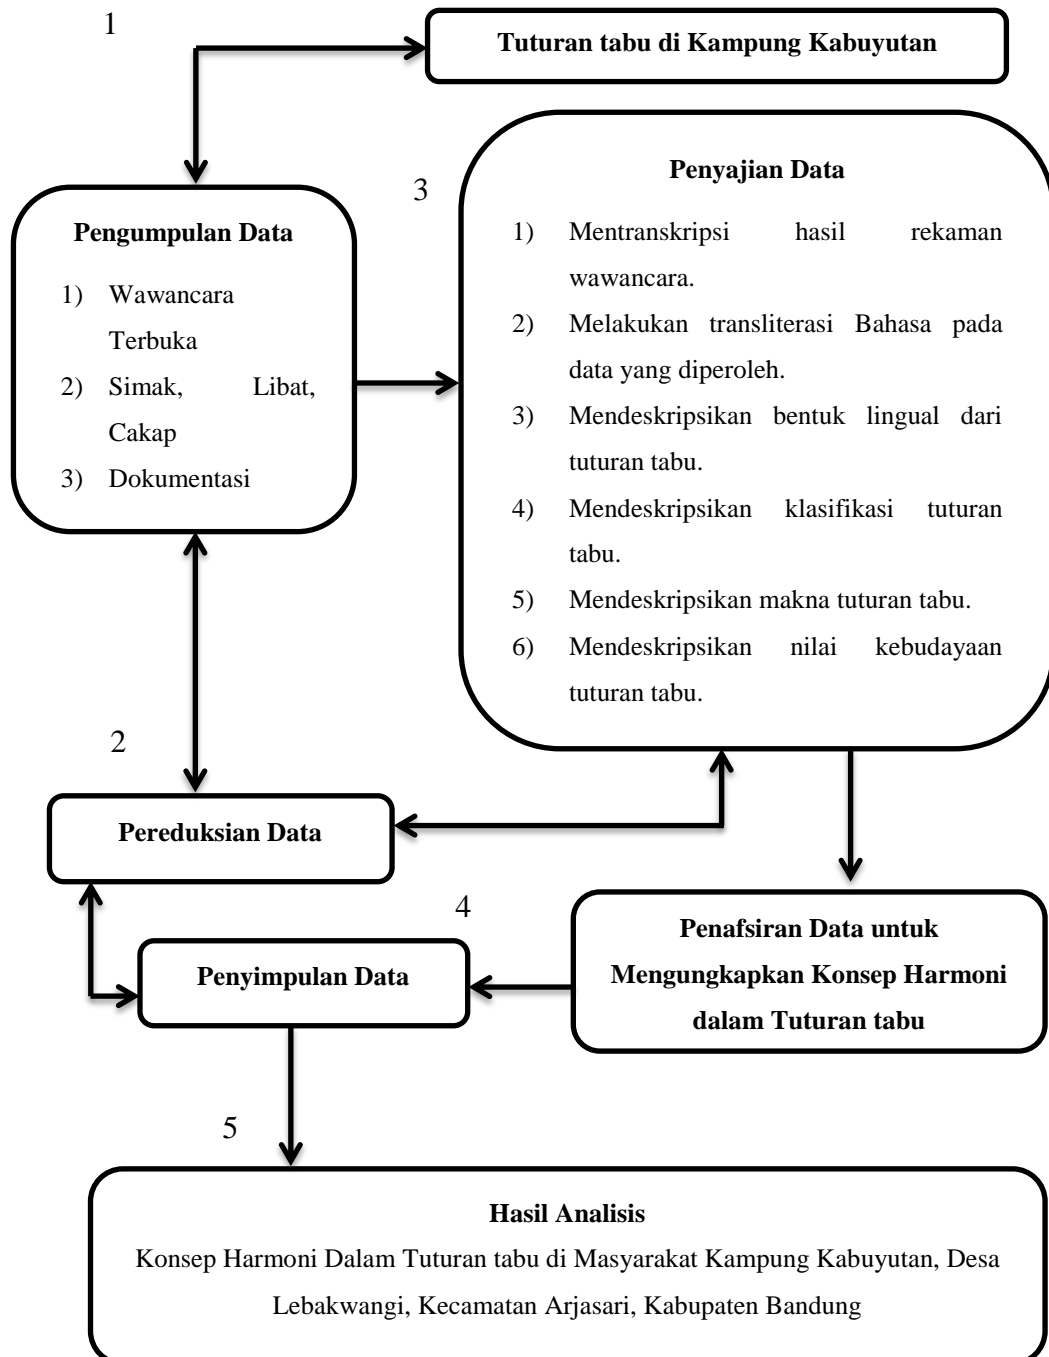 1
Tuturan tabu di Kampung Kabuyutan
Pengumpulan Data
1) Wawancara
Terbuka
2) Simak, Libat,
Cakap
3) Dokumentasi
3
Penyajian Data
1) Mentranskripsi hasil rekaman
wawancara.
2) Melakukan transliterasi Bahasa pada
data yang diperoleh.
3) Mendeskripsikan bentuk lingual dari
tuturan tabu.
4) Mendeskripsikan klasifikasi tuturan
tabu.
5) Mendeskripsikan makna tuturan tabu.
6) Mendeskripsikan nilai kebudayaan
tuturan tabu.
2
Pereduksian Data
4
Penyimpulan Data
Penafsiran Data untuk
Mengungkapkan Konsep Harmoni
dalam Tuturan tabu
5
Hasil Analisis
Konsep Harmoni Dalam Tuturan tabu di Masyarakat Kampung Kabuyutan, Desa
Lebakwangi, Kecamatan Arjasari, Kabupaten Bandung